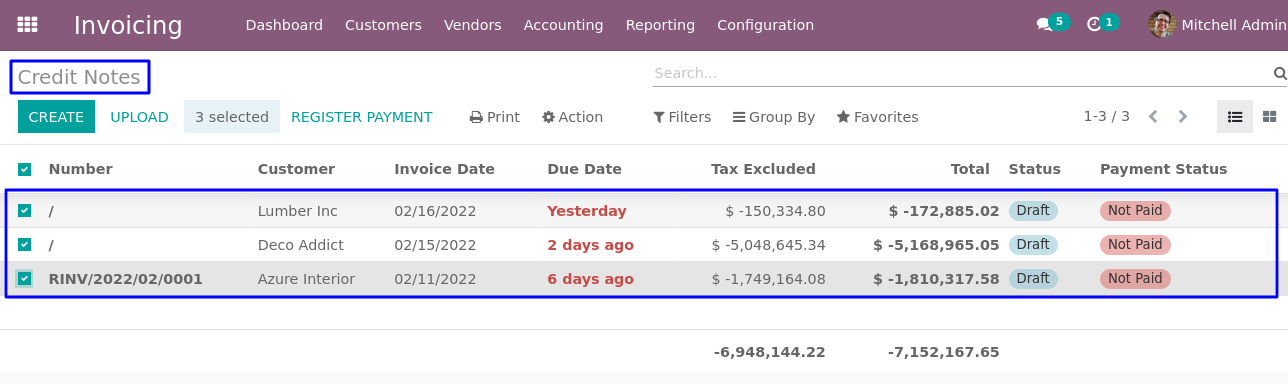 Invoicing Dashboard Customers Vendors Accounting Reporting Configuration 5 1 Mitchell Admin
Credit Notes Search...
CREATE UPLOAD 3 selected REGISTER PAYMENT Print Action Filters Group By Favorites 1-3 / 3
Number Customer Invoice Date Due Date Tax Excluded Total Status Payment Status
/ Lumber Inc 02/16/2022 Yesterday $ -150,334.80 $ -172,885.02 Draft Not Paid
/ Deco Addict 02/15/2022 2 days ago $ -5,048,645.34 $ -5,168,965.05 Draft Not Paid
RINV/2022/02/0001 Azure Interior 02/11/2022 6 days ago $ -1,749,164.08 $ -1,810,317.58 Draft Not Paid
-6,948,144.22 -7,152,167.65